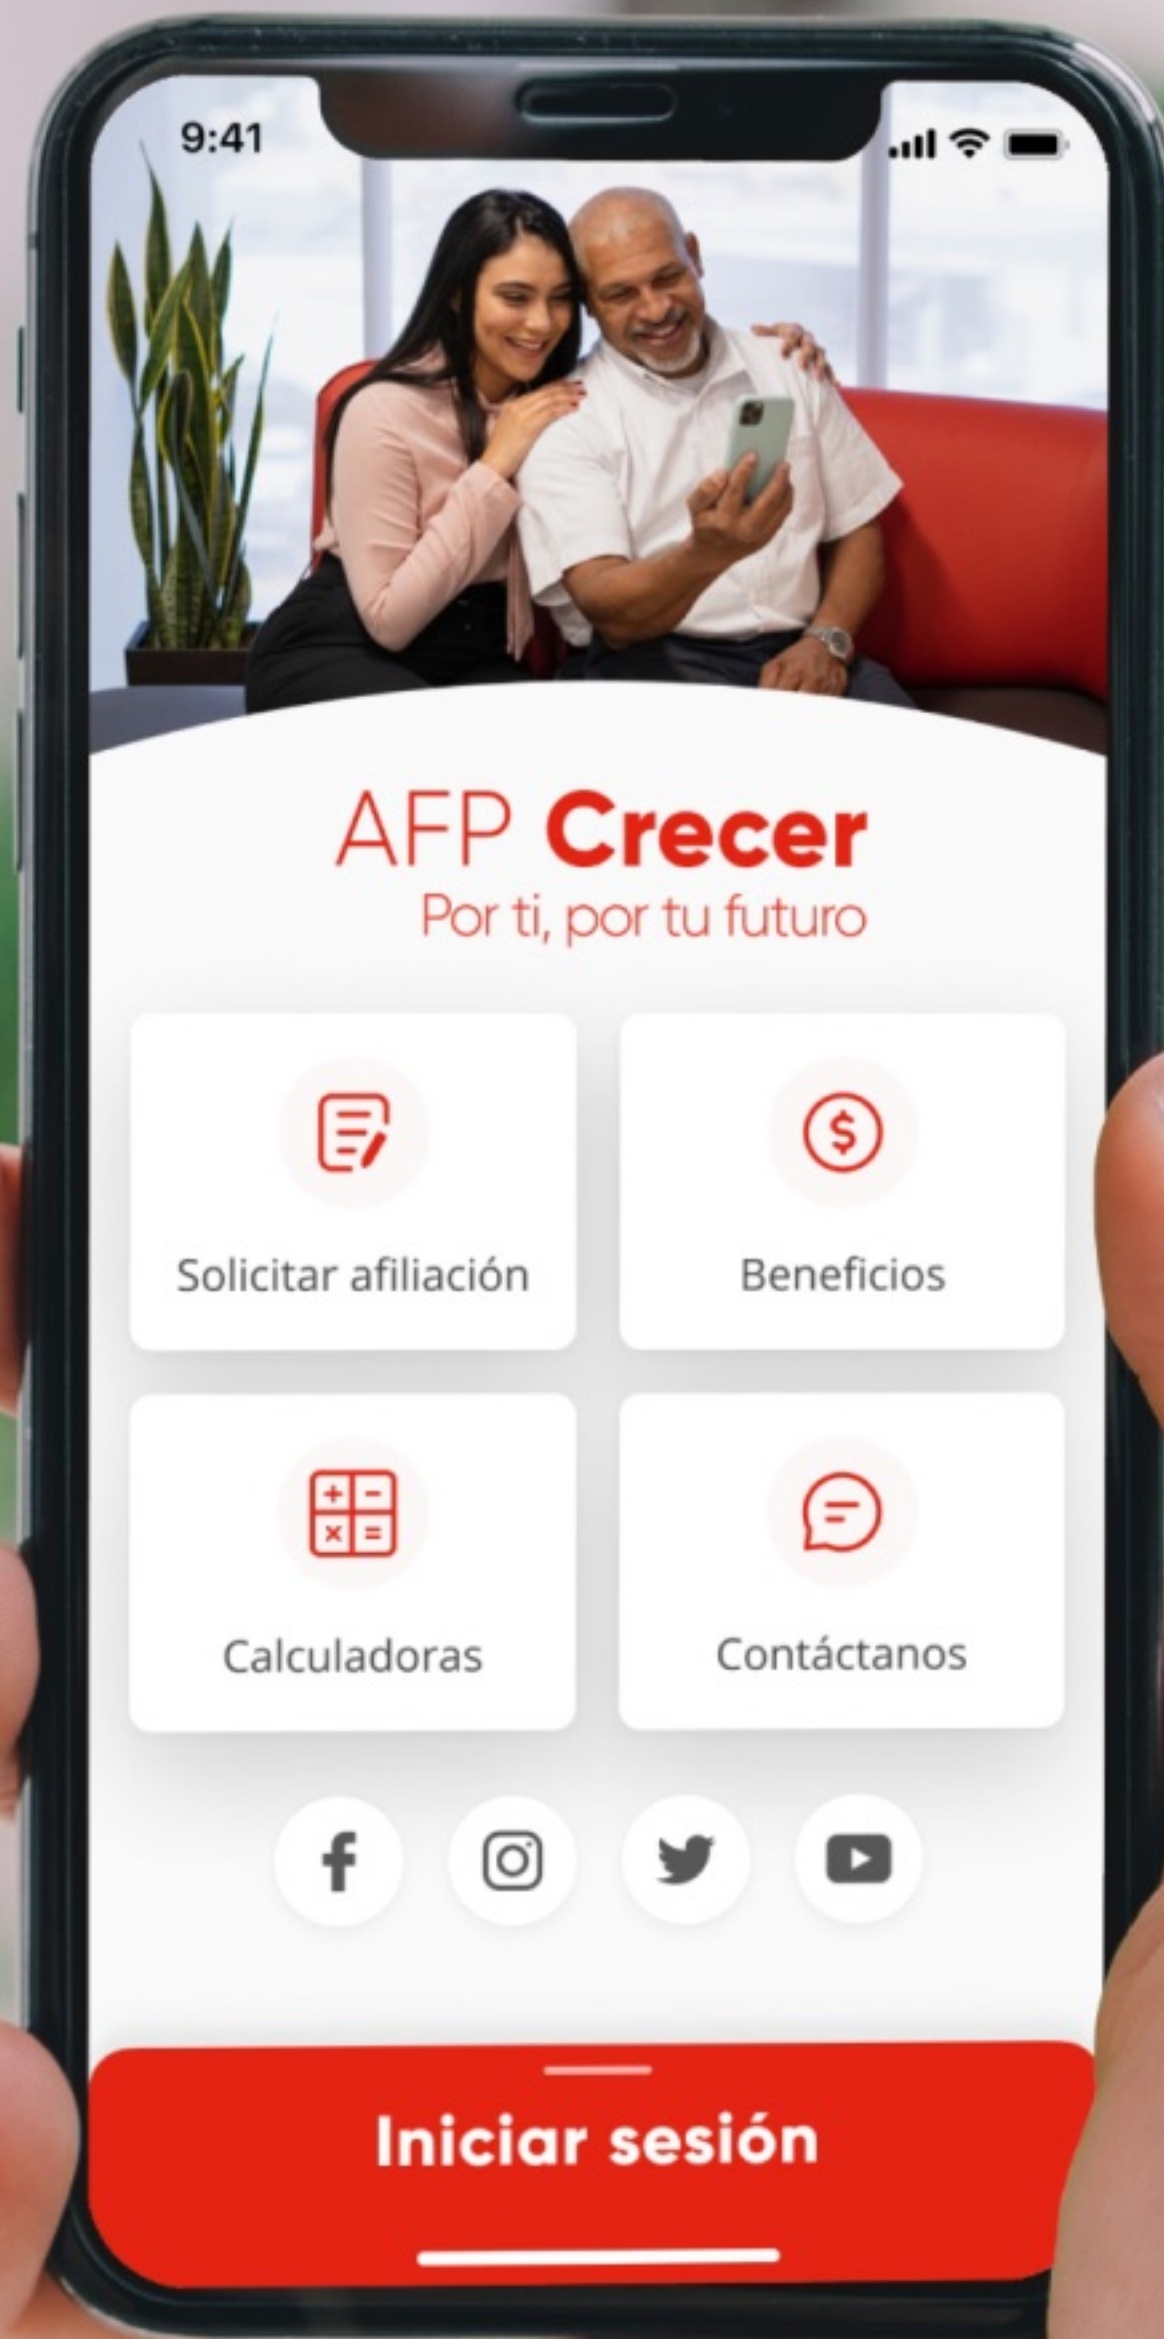 9:41
AFP Crecer
Por ti, por tu futuro
Solicitar afiliación
Beneficios
Calculadoras
Contáctanos
Iniciar sesión